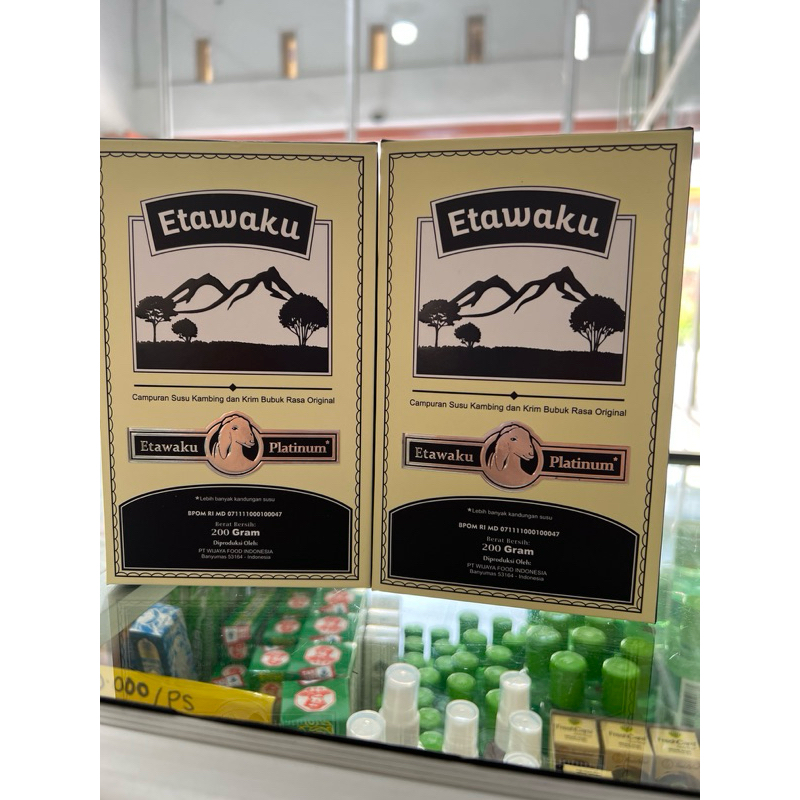 Etawaku
Campuran Susu Kambing dan Krim Bubuk Rasa Original
Etawaku Platinum*
*Lebih banyak kandungan susu
BPOM RI MD 071111000100047
Berat Bersih:
200 Gram
Diproduksi Oleh:
PT WIJAYA FOOD INDONESIA
Banyumas 53164 - Indonesia
Etawaku
Campuran Susu Kambing dan Krim Bubuk Rasa Original
Etawaku Platinum*
*Lebih banyak kandungan susu
BPOM RI MD 071111000100047
Berat Bersih:
200 Gram
Diproduksi Oleh:
PT WIJAYA FOOD INDONESIA
Banyumas 53164 - Indonesia
000/PS
FreshCare
FreshCare
FreshCare